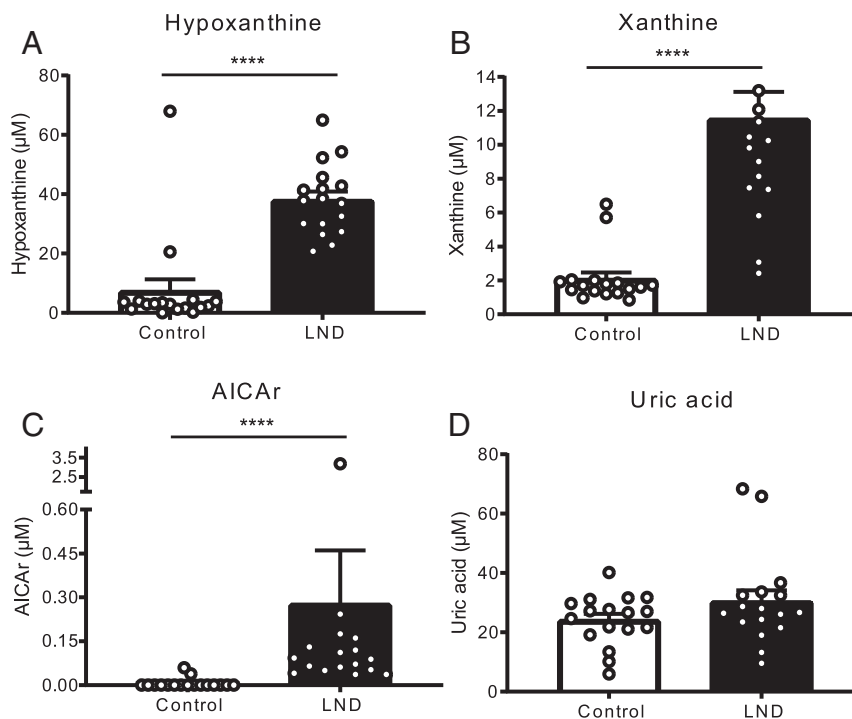 A
Hypoxanthine
****
Hypoxanthine (µM)
80
60
40
20
0
Control
LND
B
Xanthine
****
Xanthine (µM)
14
12
10
8
6
4
2
0
Control
LND
C
AICAr
****
AICAr (µM)
3.5
2.5
0.60
0.45
0.30
0.15
0.00
Control
LND
D
Uric acid
Uric acid (µM)
80
60
40
20
0
Control
LND